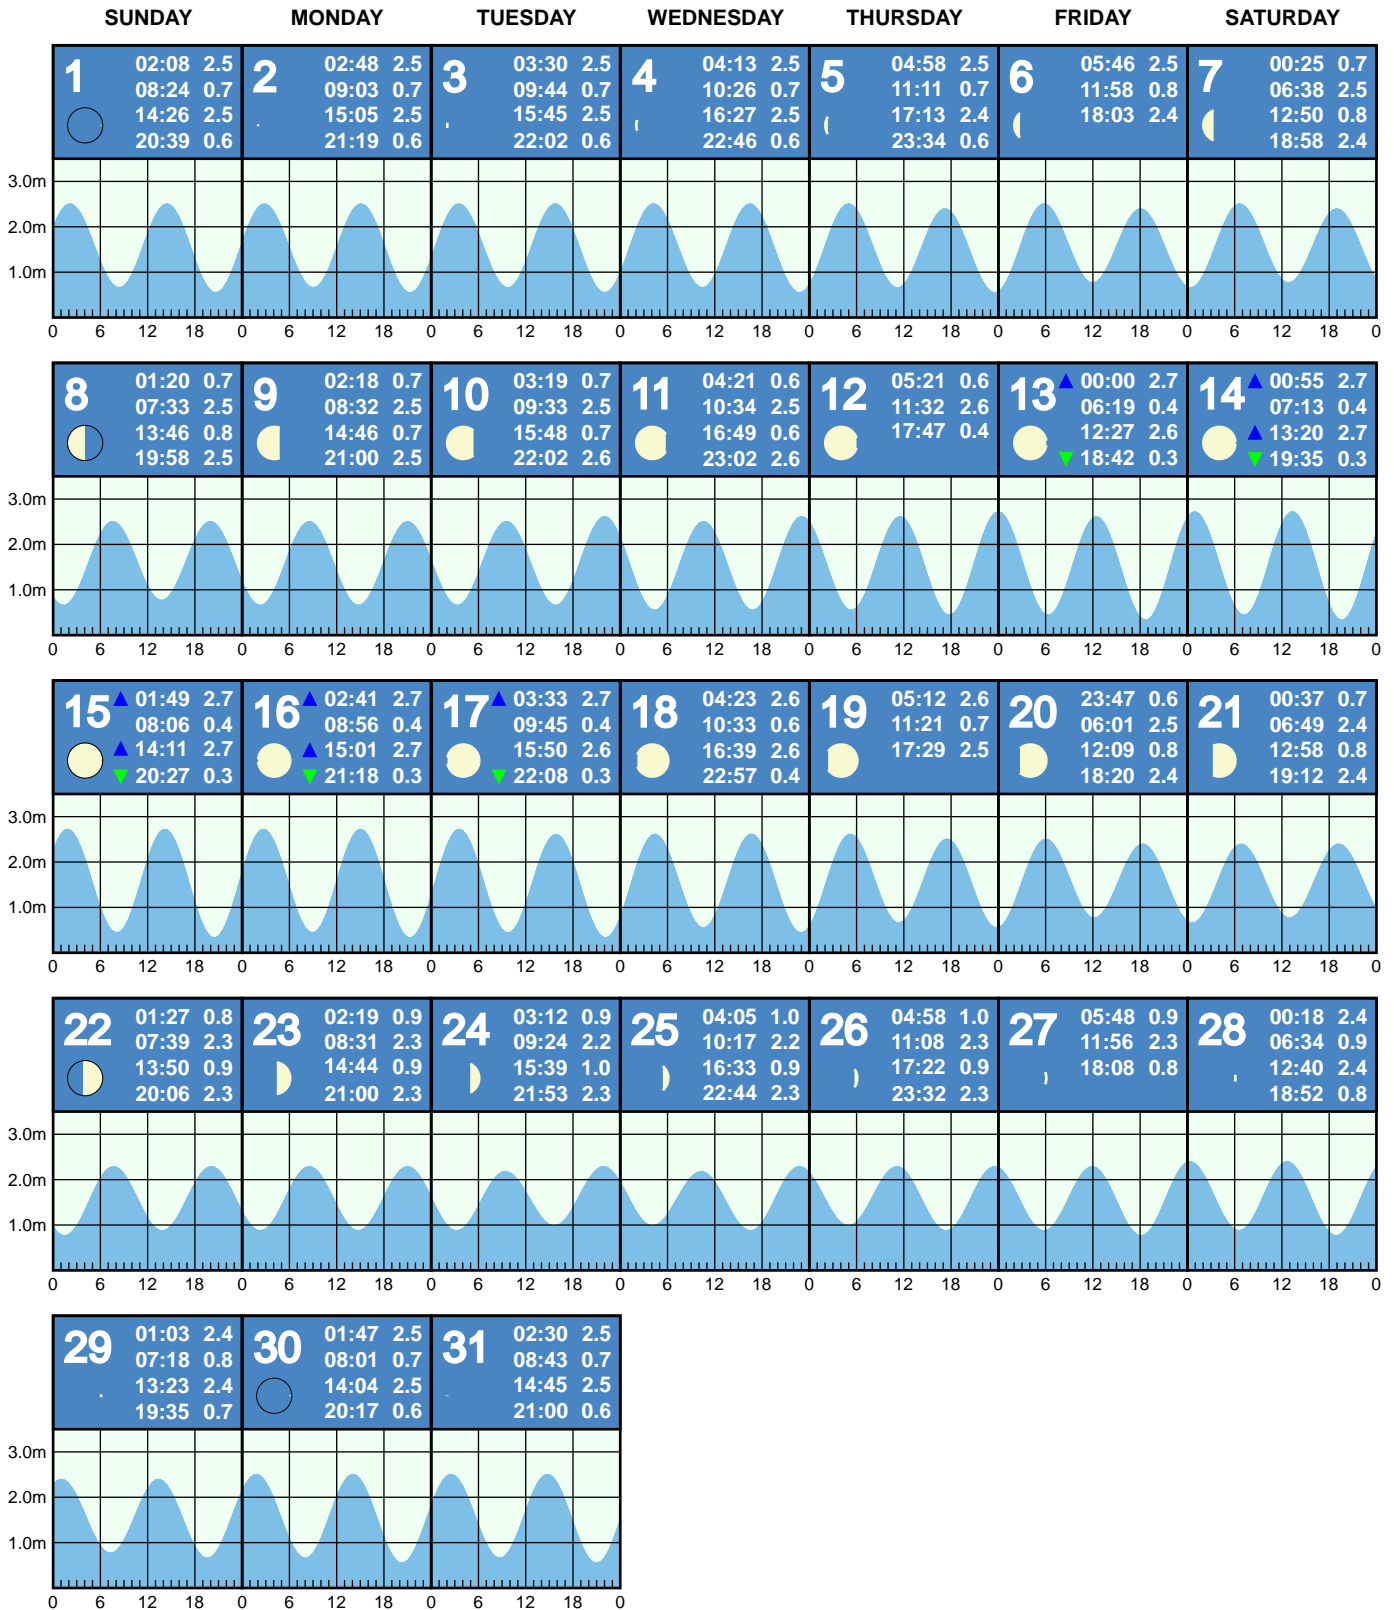 SUNDAY MONDAY TUESDAY WEDNESDAY THURSDAY FRIDAY SATURDAY
1 02:08 2.5 08:24 0.7 14:26 2.5 20:39 0.6
2 02:48 2.5 09:03 0.7 15:05 2.5 21:19 0.6
3 03:30 2.5 09:44 0.7 15:45 2.5 22:02 0.6
4 04:13 2.5 10:26 0.7 16:27 2.5 22:46 0.6
5 04:58 2.5 11:11 0.7 17:13 2.4 23:34 0.6
6 05:46 2.5 11:58 0.8 18:03 2.4
7 00:25 0.7 06:38 2.5 12:50 0.8 18:58 2.4
3.0m
2.0m
1.0m
0 6 12 18 0 6 12 18 0 6 12 18 0 6 12 18 0 6 12 18 0 6 12 18 0 6 12 18 0
8 01:20 0.7 07:33 2.5 13:46 0.8 19:58 2.5
9 02:18 0.7 08:32 2.5 14:46 0.7 21:00 2.5
10 03:19 0.7 09:33 2.5 15:48 0.7 22:02 2.6
11 04:21 0.6 10:34 2.5 16:49 0.6 23:02 2.6
12 05:21 0.6 11:32 2.6 17:47 0.4
13 00:00 2.7 06:19 0.4 12:27 2.6 18:42 0.3
14 00:55 2.7 07:13 0.4 13:20 2.7 19:35 0.3
3.0m
2.0m
1.0m
0 6 12 18 0 6 12 18 0 6 12 18 0 6 12 18 0 6 12 18 0 6 12 18 0 6 12 18 0
15 01:49 2.7 08:06 0.4 14:11 2.7 20:27 0.3
16 02:41 2.7 08:56 0.4 15:01 2.7 21:18 0.3
17 03:33 2.7 09:45 0.4 15:50 2.6 22:08 0.3
18 04:23 2.6 10:33 0.6 16:39 2.6 22:57 0.4
19 05:12 2.6 11:21 0.7 17:29 2.5
20 23:47 0.6 06:01 2.5 12:09 0.8 18:20 2.4
21 00:37 0.7 06:49 2.4 12:58 0.8 19:12 2.4
3.0m
2.0m
1.0m
0 6 12 18 0 6 12 18 0 6 12 18 0 6 12 18 0 6 12 18 0 6 12 18 0 6 12 18 0
22 01:27 0.8 07:39 2.3 13:50 0.9 20:06 2.3
23 02:19 0.9 08:31 2.3 14:44 0.9 21:00 2.3
24 03:12 0.9 09:24 2.2 15:39 1.0 21:53 2.3
25 04:05 1.0 10:17 2.2 16:33 0.9 22:44 2.3
26 04:58 1.0 11:08 2.3 17:22 0.9 23:32 2.3
27 05:48 0.9 11:56 2.3 18:08 0.8
28 00:18 2.4 06:34 0.9 12:40 2.4 18:52 0.8
3.0m
2.0m
1.0m
0 6 12 18 0 6 12 18 0 6 12 18 0 6 12 18 0 6 12 18 0 6 12 18 0 6 12 18 0
29 01:03 2.4 07:18 0.8 13:23 2.4 19:35 0.7
30 01:47 2.5 08:01 0.7 14:04 2.5 20:17 0.6
31 02:30 2.5 08:43 0.7 14:45 2.5 21:00 0.6
3.0m
2.0m
1.0m
0 6 12 18 0 6 12 18 0 6 12 18 0